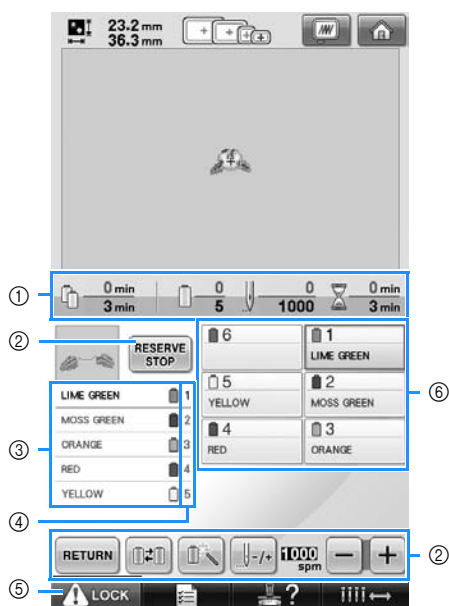 23.2 mm
36.3 mm
① 0 min 0 0 0 min
3 min 5 1000 3 min
② RESERVE STOP
6
1 LIME GREEN
5 YELLOW
2 MOSS GREEN
4 RED
3 ORANGE
⑥
LIME GREEN 1
MOSS GREEN 2
③ ORANGE 3
RED 4
YELLOW 5
④
RETURN -/+ 1000 spm − + ②
⑤ LOCK ?